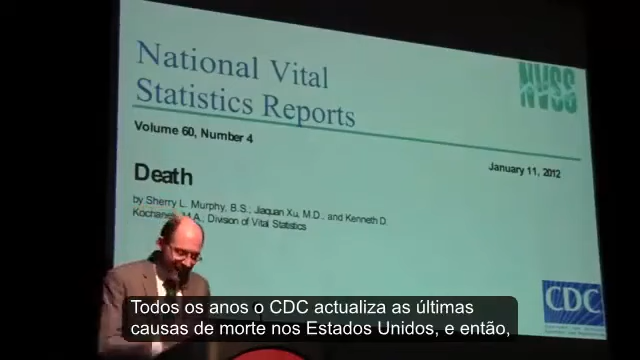 National Vital
Statistics Reports
NVSS
Volume 60, Number 4
January 11, 2012
Death
by Sherry L. Murphy, B.S., Jiaquan Xu, M.D., and Kenneth D.
M.A., Division of Vital Statistics
CDC
Todos os anos o CDC actualiza as últimas
causas de morte nos Estados Unidos, e então,